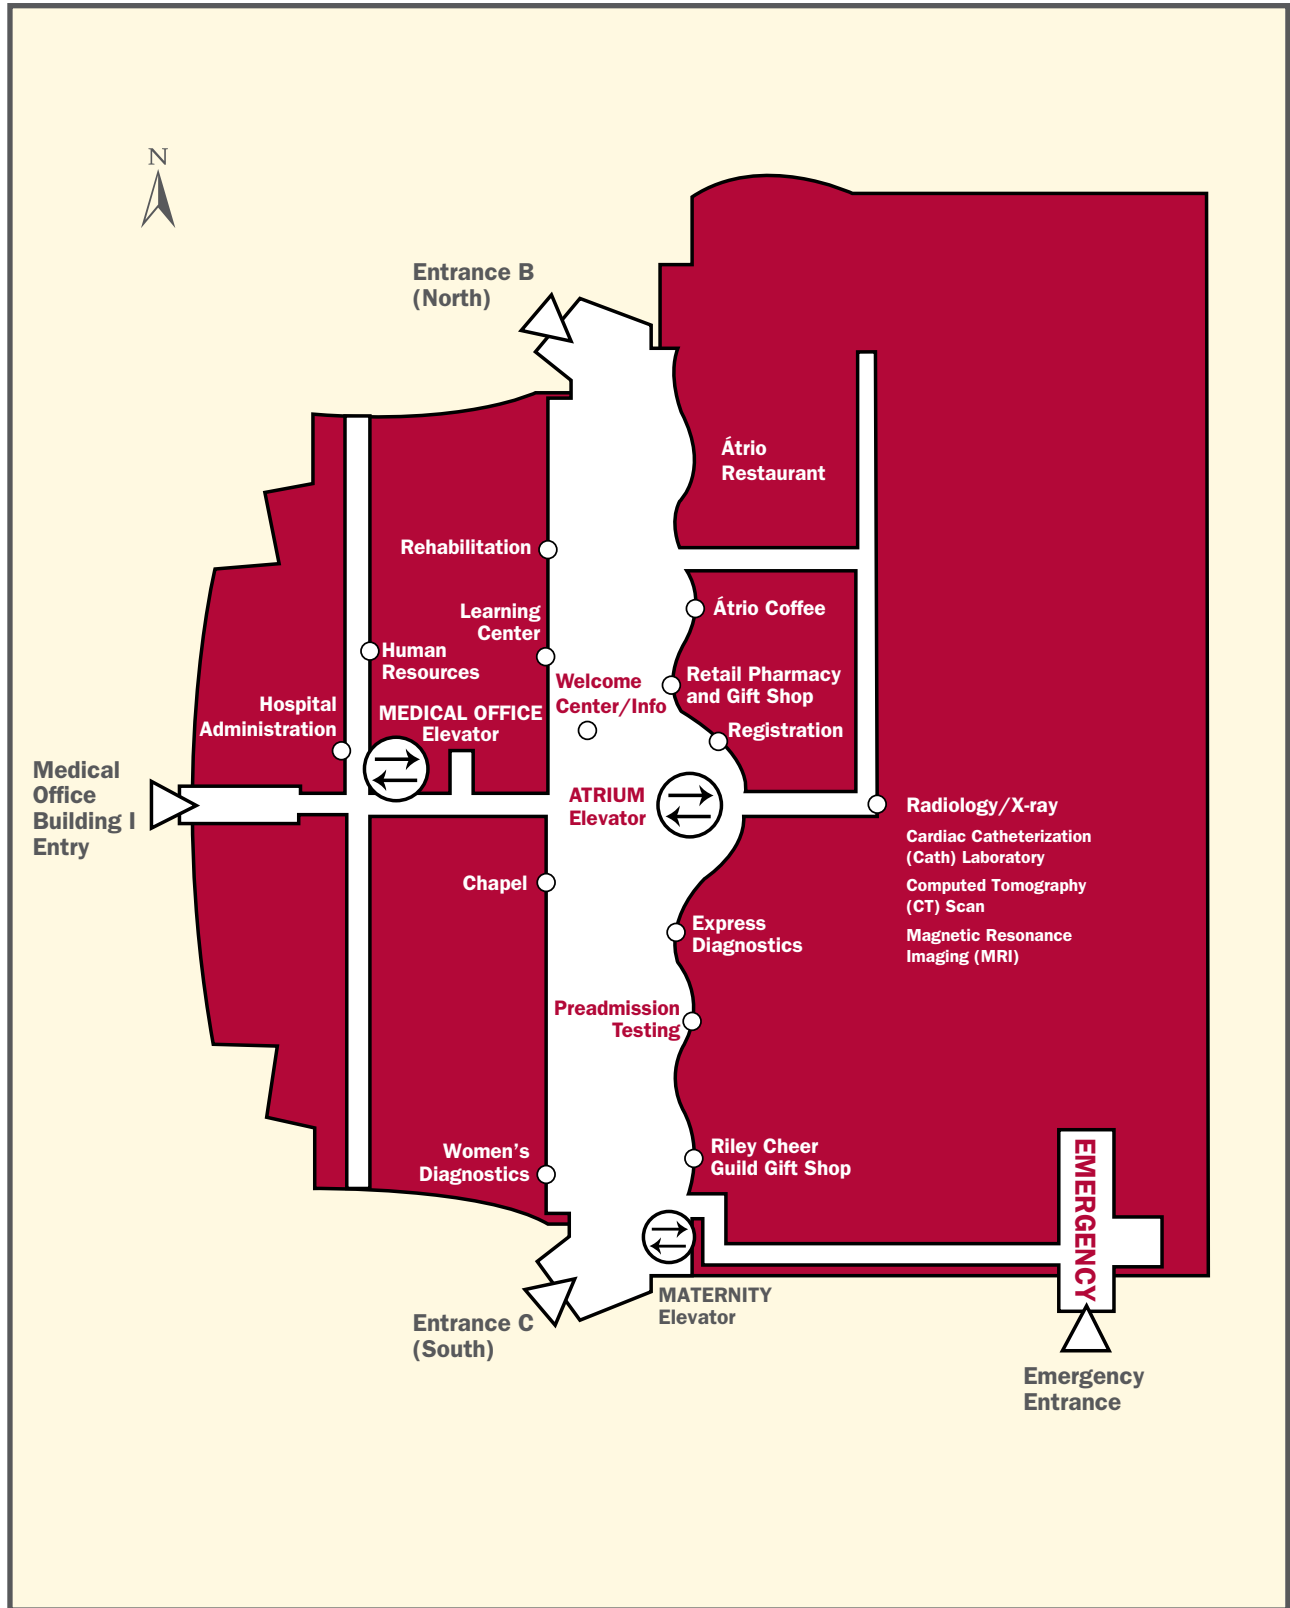 N
Entrance B
(North)
Átrio
Restaurant
Rehabilitation
Átrio Coffee
Learning
Center
Human
Resources
Welcome
Center/Info
Retail Pharmacy
and Gift Shop
Hospital
Administration
MEDICAL OFFICE
Elevator
Registration
Medical
Office
Building I
Entry
ATRIUM
Elevator
Radiology/X-ray
Cardiac Catheterization
(Cath) Laboratory
Computed Tomography
(CT) Scan
Magnetic Resonance
Imaging (MRI)
Chapel
Express
Diagnostics
Preadmission
Testing
Women’s
Diagnostics
Riley Cheer
Guild Gift Shop
EMERGENCY
MATERNITY
Elevator
Entrance C
(South)
Emergency
Entrance